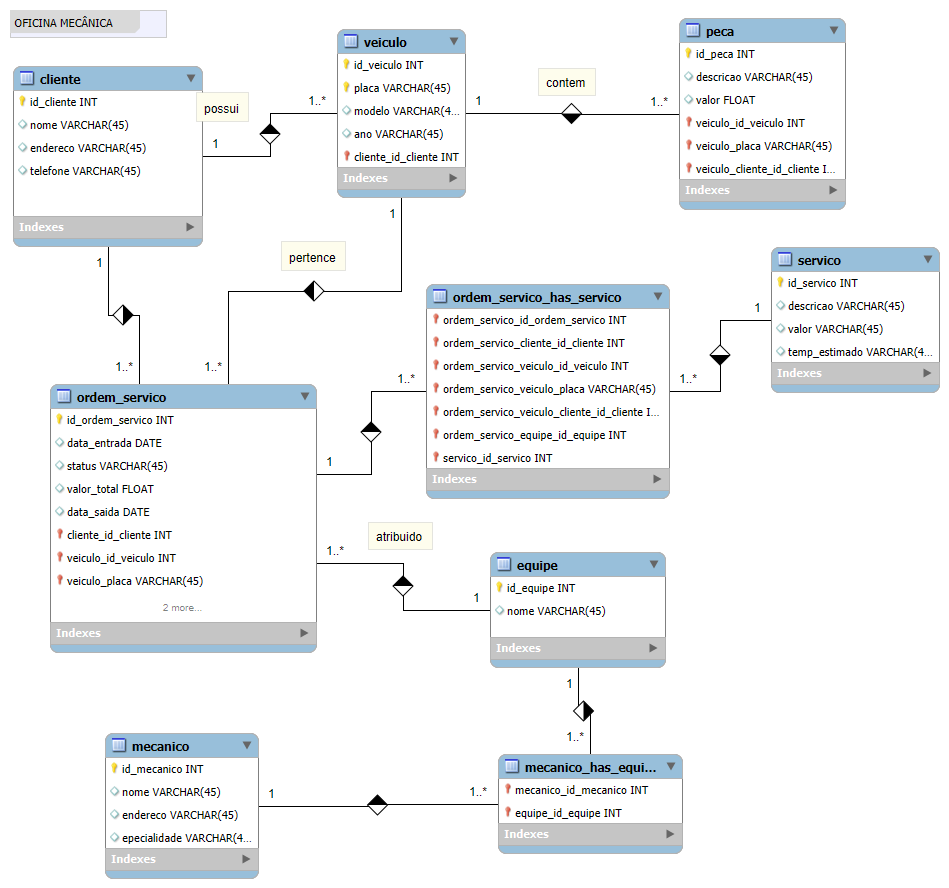 OFICINA MECÂNICA
cliente
id_cliente INT
nome VARCHAR(45)
endereco VARCHAR(45)
telefone VARCHAR(45)
Indexes
possui
1
1..*
veiculo
id_veiculo INT
placa VARCHAR(45)
modelo VARCHAR(4...
ano VARCHAR(45)
cliente_id_cliente INT
Indexes
contem
1
1..*
peca
id_peca INT
descricao VARCHAR(45)
valor FLOAT
veiculo_id_veiculo INT
veiculo_placa VARCHAR(45)
veiculo_cliente_id_cliente I...
Indexes
1
1..*
pertence
1
1..*
ordem_servico_has_servico
ordem_servico_id_ordem_servico INT
ordem_servico_cliente_id_cliente INT
ordem_servico_veiculo_id_veiculo INT
ordem_servico_veiculo_placa VARCHAR(45)
ordem_servico_veiculo_cliente_id_cliente I...
ordem_servico_equipe_id_equipe INT
servico_id_servico INT
Indexes
1
1..*
servico
id_servico INT
descricao VARCHAR(45)
valor VARCHAR(45)
temp_estimado VARCHAR(4...
Indexes
1..*
1
ordem_servico
id_ordem_servico INT
data_entrada DATE
status VARCHAR(45)
valor_total FLOAT
data_saida DATE
cliente_id_cliente INT
veiculo_id_veiculo INT
veiculo_placa VARCHAR(45)
2 more...
Indexes
atribuido
1..*
1
equipe
id_equipe INT
nome VARCHAR(45)
Indexes
1
1..*
mecanico
id_mecanico INT
nome VARCHAR(45)
endereco VARCHAR(45)
epecialidade VARCHAR(4...
Indexes
1
1..*
mecanico_has_equi...
mecanico_id_mecanico INT
equipe_id_equipe INT
Indexes